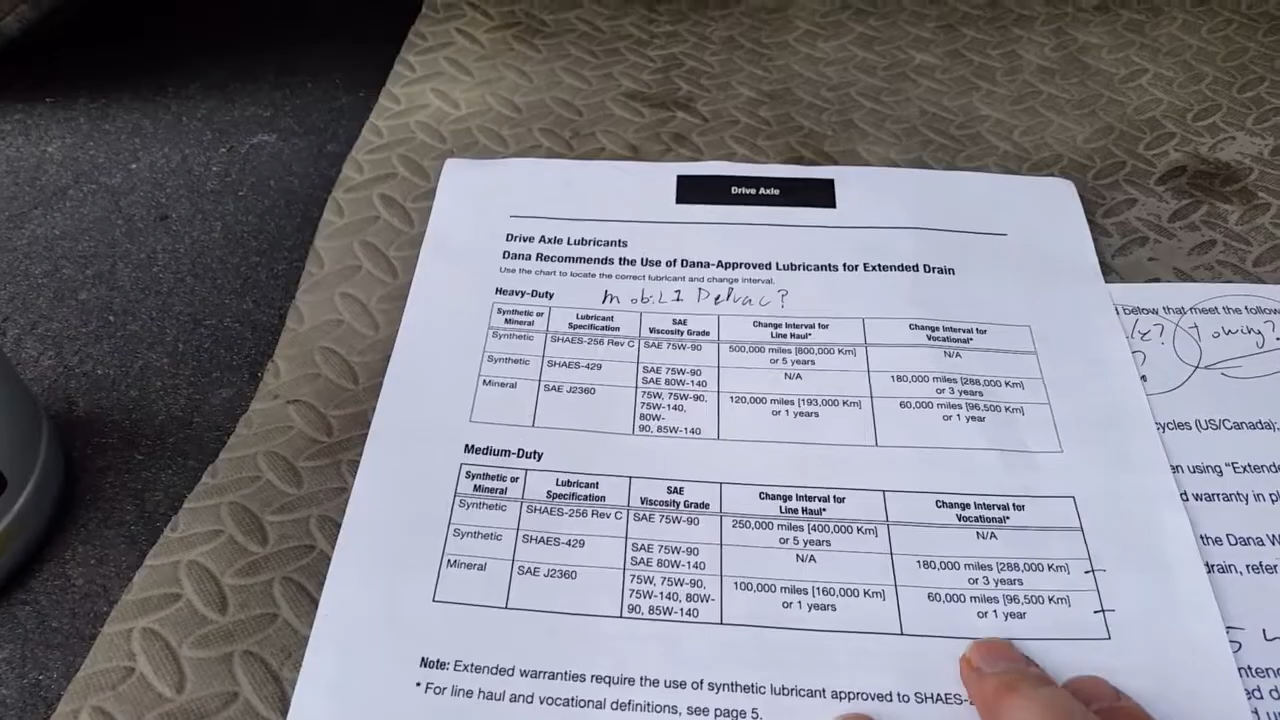 Drive Axle
Drive Axle Lubricants
Dana Recommends the Use of Dana-Approved Lubricants for Extended Drain
Use the chart to locate the correct lubricant and change interval.
Heavy-Duty
mobiL1 Delvac?
Synthetic or Mineral | Lubricant Specification | SAE Viscosity Grade | Change Interval for Line Haul* | Change Interval for Vocational*
Synthetic | SHAES-256 Rev C | SAE 75W-90 | 500,000 miles [800,000 Km] or 5 years | N/A
Synthetic | SHAES-429 | SAE 75W-90 SAE 80W-140 | N/A | 180,000 miles [288,000 Km] or 3 years
Mineral | SAE J2360 | 75W, 75W-90, 75W-140, 80W-90, 85W-140 | 120,000 miles [193,000 Km] or 1 years | 60,000 miles [96,500 Km] or 1 year
Medium-Duty
Synthetic or Mineral | Lubricant Specification | SAE Viscosity Grade | Change Interval for Line Haul* | Change Interval for Vocational*
Synthetic | SHAES-256 Rev C | SAE 75W-90 | 250,000 miles [400,000 Km] or 5 years | N/A
Synthetic | SHAES-429 | SAE 75W-90 SAE 80W-140 | N/A | 180,000 miles [288,000 Km] or 3 years
Mineral | SAE J2360 | 75W, 75W-90, 75W-140, 80W-90, 85W-140 | 100,000 miles [160,000 Km] or 1 years | 60,000 miles [96,500 Km] or 1 year
Note: Extended warranties require the use of synthetic lubricant approved to
* For line haul and vocational definitions, see page 5.
below that meet the follow
Towing?
ycles (US/Canada);
en using "Extende
d warranty in p
the Dana W
drain, refer